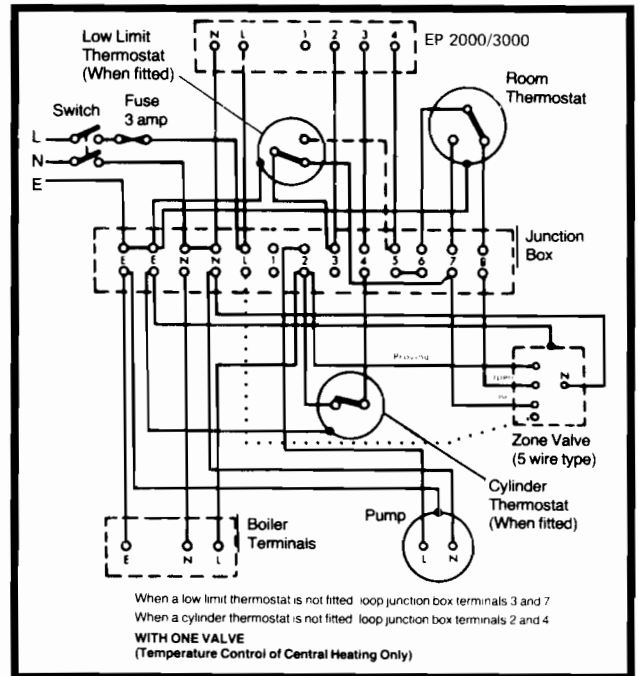 N L 1 2 3 4 EP 2000/3000
Low Limit
Thermostat
(When fitted)
Room
Thermostat
Switch
Fuse
3 amp
L
N
E
E E N N L 1 2 3 4 5 6 7 8
Junction
Box
Proving
Open
N
Zone Valve
(5 wire type)
Cylinder
Thermostat
(When fitted)
Pump
L N
Boiler
Terminals
E N L
When a low limit thermostat is not fitted loop junction box terminals 3 and 7
When a cylinder thermostat is not fitted loop junction box terminals 2 and 4
WITH ONE VALVE
(Temperature Control of Central Heating Only)